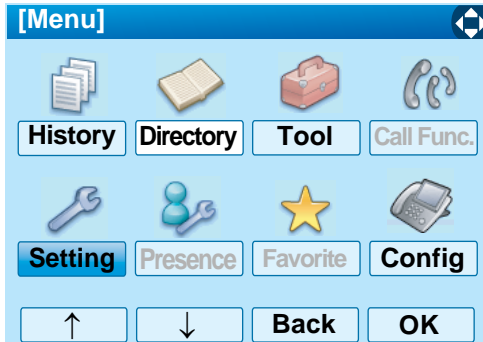 [Menu]
History Directory Tool Call Func.
Setting Presence Favorite Config
↑ ↓ Back OK